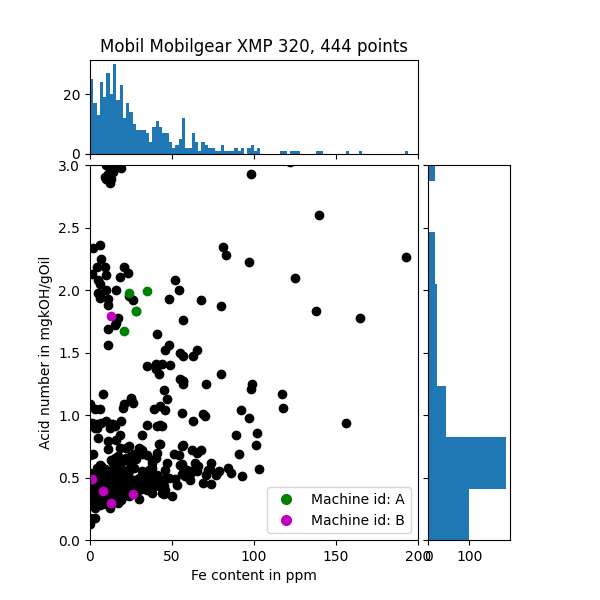 Mobil Mobilgear XMP 320, 444 points
20
0
3.0
2.5
2.0
1.5
1.0
0.5
0.0
Acid number in mgkOH/gOil
Machine id: A
Machine id: B
0 50 100 150 200 0 100
Fe content in ppm